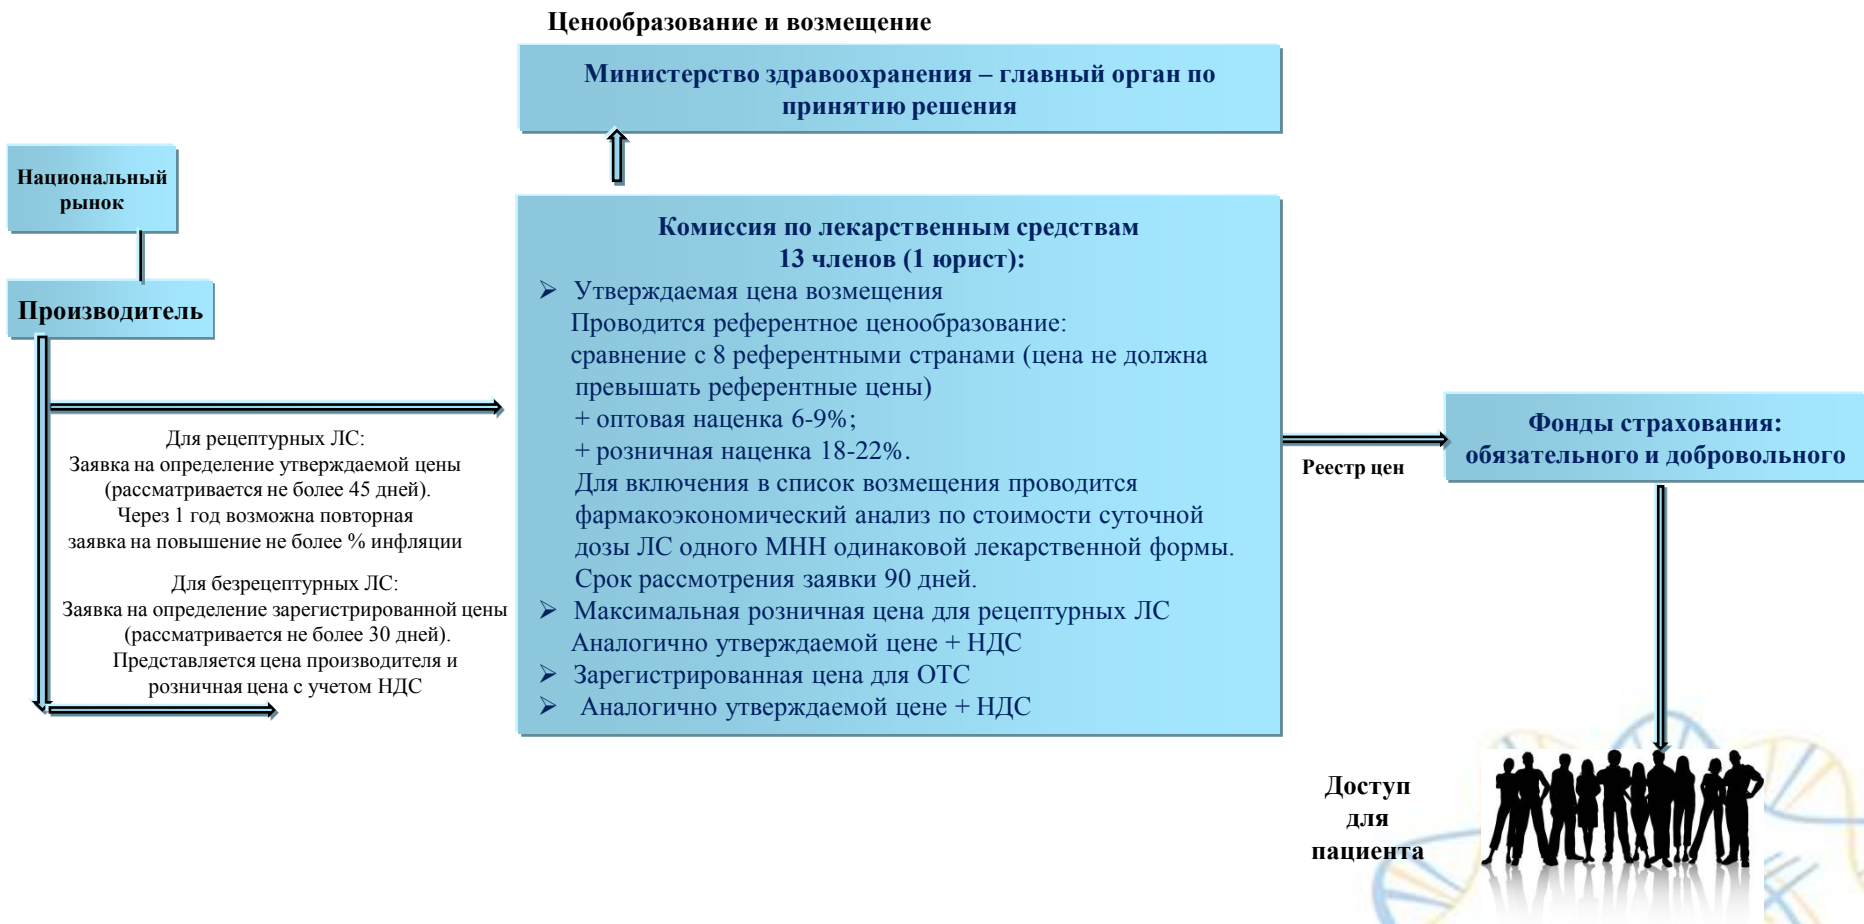 Ценообразование и возмещение
Министерство здравоохранения – главный орган по
принятию решения
Национальный
рынок
Производитель
Для рецептурных ЛС:
Заявка на определение утверждаемой цены
(рассматривается не более 45 дней).
Через 1 год возможна повторная
заявка на повышение не более % инфляции
Для безрецептурных ЛС:
Заявка на определение зарегистрированной цены
(рассматривается не более 30 дней).
Представляется цена производителя и
розничная цена с учетом НДС
Комиссия по лекарственным средствам
13 членов (1 юрист):
➢ Утверждаемая цена возмещения
Проводится референтное ценообразование:
сравнение с 8 референтными странами (цена не должна
превышать референтные цены)
+ оптовая наценка 6-9%;
+ розничная наценка 18-22%.
Для включения в список возмещения проводится
фармакоэкономический анализ по стоимости суточной
дозы ЛС одного МНН одинаковой лекарственной формы.
Срок рассмотрения заявки 90 дней.
➢ Максимальная розничная цена для рецептурных ЛС
Аналогично утверждаемой цене + НДС
➢ Зарегистрированная цена для ОТС
➢ Аналогично утверждаемой цене + НДС
Реестр цен
Фонды страхования:
обязательного и добровольного
Доступ
для
пациента